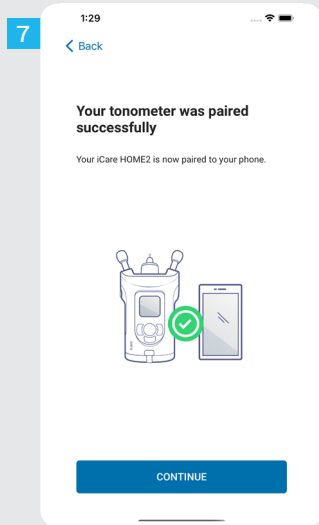 7
1:29
Back
Your tonometer was paired
successfully
Your iCare HOME2 is now paired to your phone.
CONTINUE